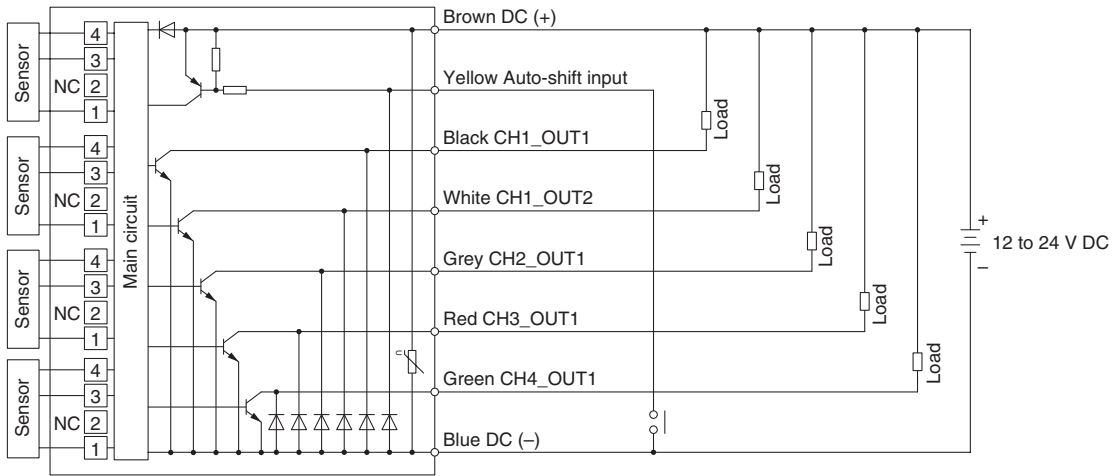 Brown DC (+)
4
3
NC 2
1
Sensor
Yellow Auto-shift input
Load
Black CH1_OUT1
4
3
NC 2
1
Sensor
Load
White CH1_OUT2
Main circuit
+
12 to 24 V DC
–
Load
Grey CH2_OUT1
4
3
NC 2
1
Sensor
Load
Red CH3_OUT1
u
Load
Green CH4_OUT1
4
3
NC 2
1
Sensor
Blue DC (–)